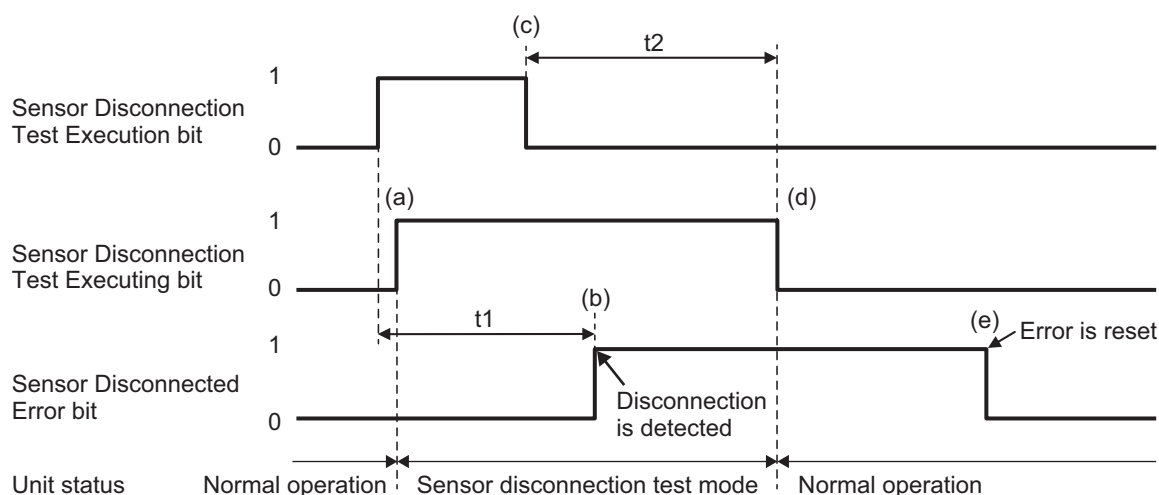 (c)
t2
1
Sensor Disconnection
Test Execution bit
0
(a)
(d)
1
Sensor Disconnection
Test Executing bit
0
(b)
t1
(e)
Error is reset
1
Sensor Disconnected
Error bit
Disconnection
is detected
0
Unit status
Normal operation
Sensor disconnection test mode
Normal operation